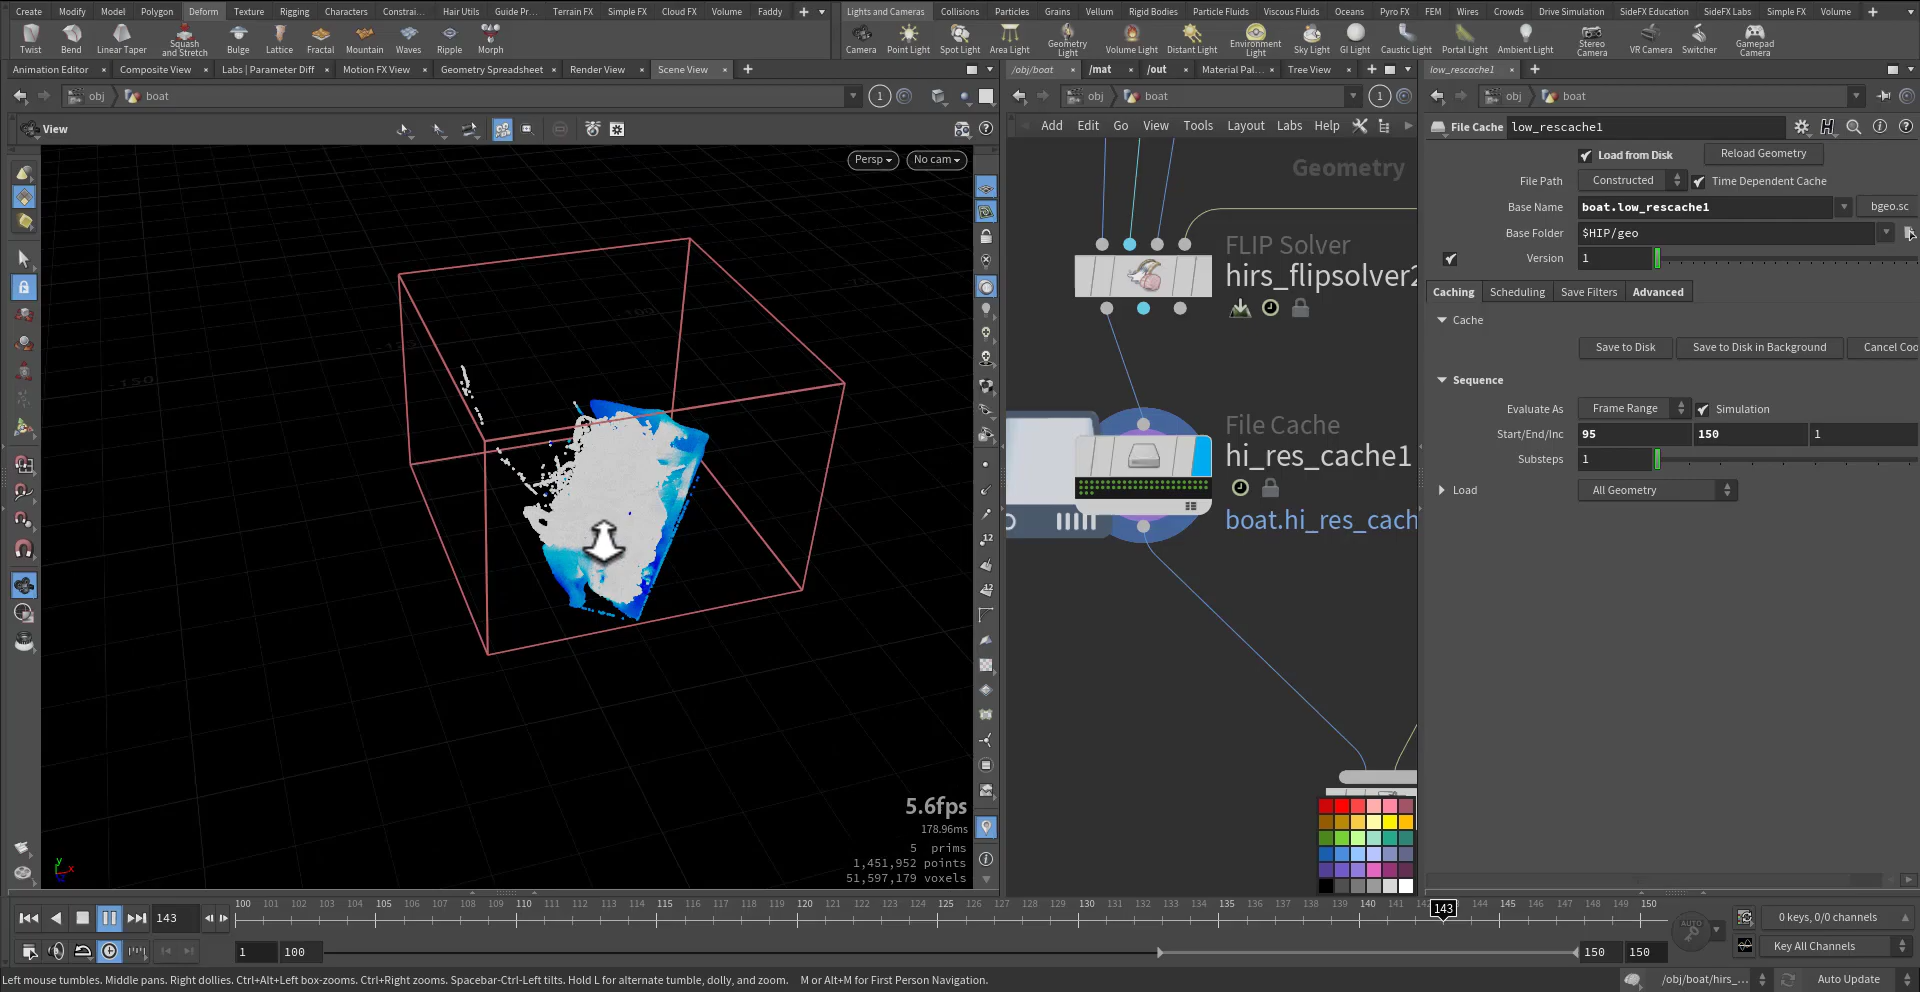 Create Modify Model Polygon Deform Texture Rigging Characters Constrai... Hair Utils Guide Pr... Terrain FX Simple FX Cloud FX Volume Faddy
Lights and Cameras Collisions Particles Grains Vellum Rigid Bodies Particle Fluids Viscous Fluids Oceans Pyro FX FEM Wires Crowds Drive Simulation SideFX Education SideFX Labs Simple FX Volume
Twist Bend Linear Taper Squash and Stretch Bulge Lattice Fractal Mountain Waves Ripple Morph
Camera Point Light Spot Light Area Light Geometry Light Volume Light Distant Light Environment Light Sky Light GI Light Caustic Light Portal Light Ambient Light Stereo Camera VR Camera Switcher Gamepad Camera
Animation Editor Composite View Labs | Parameter Diff Motion FX View Geometry Spreadsheet Render View Scene View
/obj/boat /mat /out Material Pal... Tree View
low_rescache1
obj boat
1
obj boat
1
obj boat
View
Add Edit Go View Tools Layout Labs Help
File Cache low_rescache1
Persp No cam
Geometry
FLIP Solver
hirs_flipsolver2
File Cache
hi_res_cache1
boat.hi_res_cach
Load from Disk Reload Geometry
File Path Constructed Time Dependent Cache
Base Name boat.low_rescache1 bgeo.sc
Base Folder $HIP/geo
Version 1
Caching Scheduling Save Filters Advanced
Cache
Save to Disk Save to Disk in Background Cancel Coo
Sequence
Evaluate As Frame Range Simulation
Start/End/Inc 95 150 1
Substeps 1
Load All Geometry
12
12
5.6fps
178.96ms
5 prims
1,451,952 points
51,597,179 voxels
y
x
143
100 101 102 103 104 105 106 107 108 109 110 111 112 113 114 115 116 117 118 119 120 121 122 123 124 125 126 127 128 129 130 131 132 133 134 135 136 137 138 139 140 141 143 144 145 146 147 148 149 150
AUTO
0 keys, 0/0 channels
1 100 150 150
Key All Channels
Left mouse tumbles. Middle pans. Right dollies. Ctrl+Alt+Left box-zooms. Ctrl+Right zooms. Spacebar-Ctrl-Left tilts. Hold L for alternate tumble, dolly, and zoom. M or Alt+M for First Person Navigation.
/obj/boat/hirs_... Auto Update